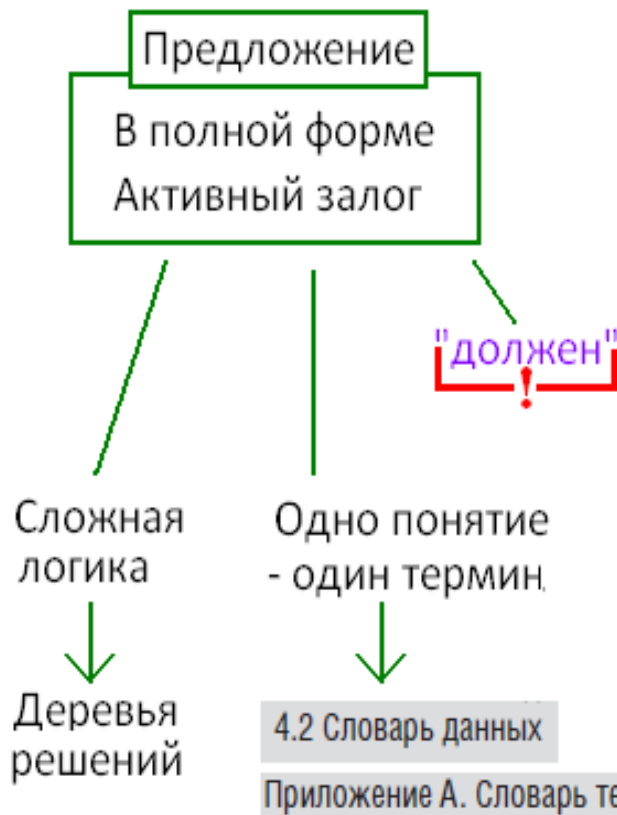 Предложение
В полной форме
Активный залог
"должен"
!
Сложная
логика
Одно понятие
- один термин
Деревья
решений
4.2 Словарь данных
Приложение А. Словарь